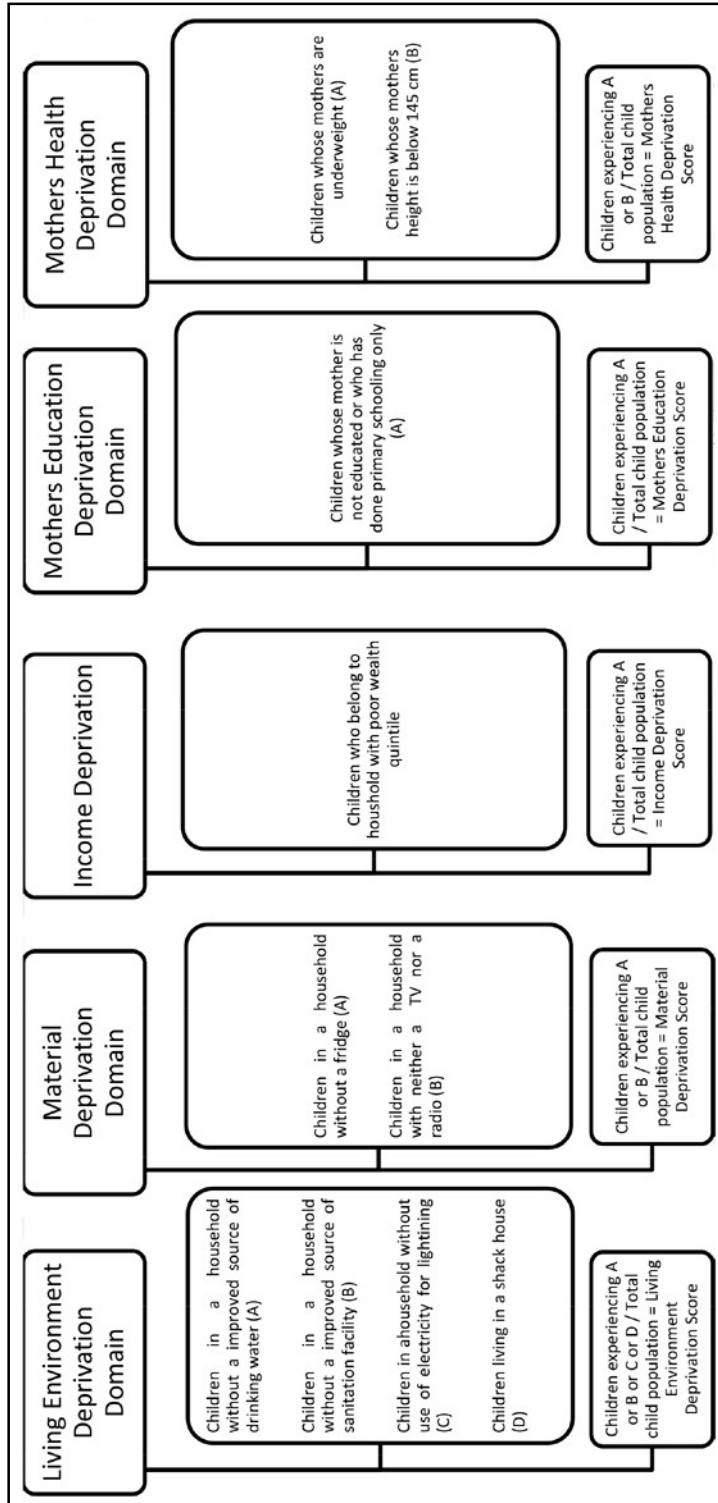 Living Environment
Deprivation
Domain
Children in a household
without a improved source of
drinking water (A)
Children in a household
without a improved source of
sanitation facility (B)
Children in ahousehold without
use of electricity for lightining
(C)
Children living in a shack house
(D)
Children experiencing A
or B or C or D / Total
child population = Living
Environment
Deprivation Score
Material
Deprivation
Domain
Children in a household
without a fridge (A)
Children in a household
with neither a TV nor a
radio (B)
Children experiencing A
or B / Total child
population = Material
Deprivation Score
Income Deprivation
Children who belong to
houshold with poor wealth
quintile
Children experiencing A
/ Total child population
= Income Deprivation
Score
Mothers Education
Deprivation
Domain
Children whose mother is
not educated or who has
done primary schooling only
(A)
Children experiencing A
/ Total child population
= Mothers Education
Deprivation Score
Mothers Health
Deprivation
Domain
Children whose mothers are
underweight (A)
Children whose mothers
height is below 145 cm (B)
Children experiencing A
or B / Total child
population = Mothers
Health Deprivation
Score